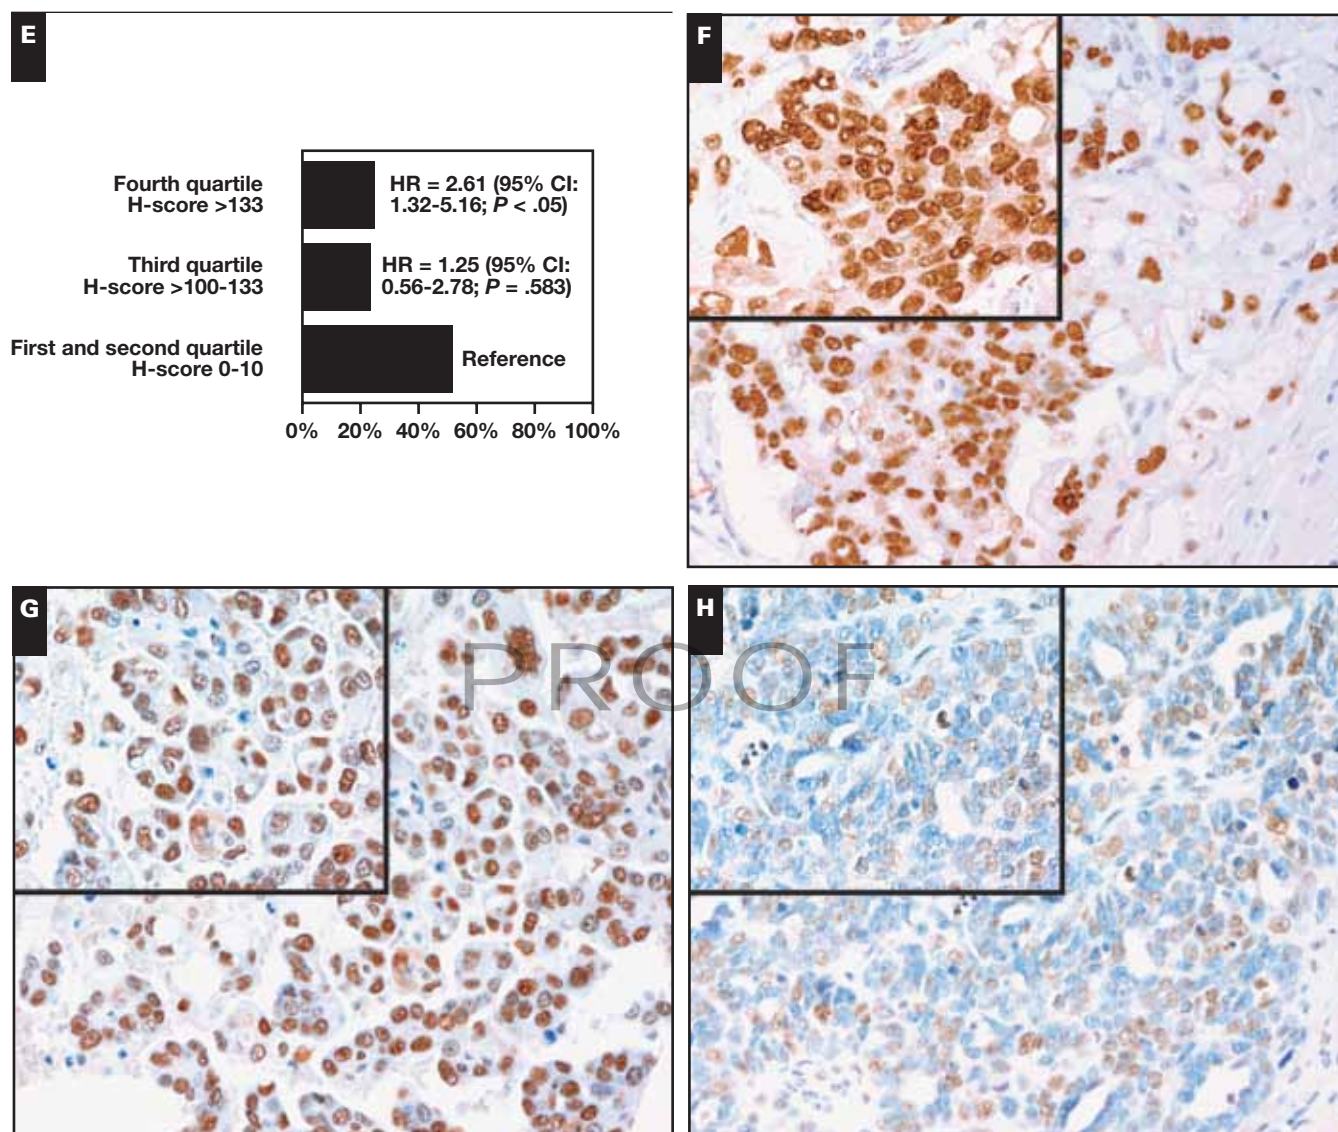 E
Fourth quartile
H-score >133
HR = 2.61 (95% CI:
1.32-5.16; P < .05)
Third quartile
H-score >100-133
HR = 1.25 (95% CI:
0.56-2.78; P = .583)
First and second quartile
H-score 0-10
Reference
0% 20% 40% 60% 80% 100%
F
G
H
PROOF